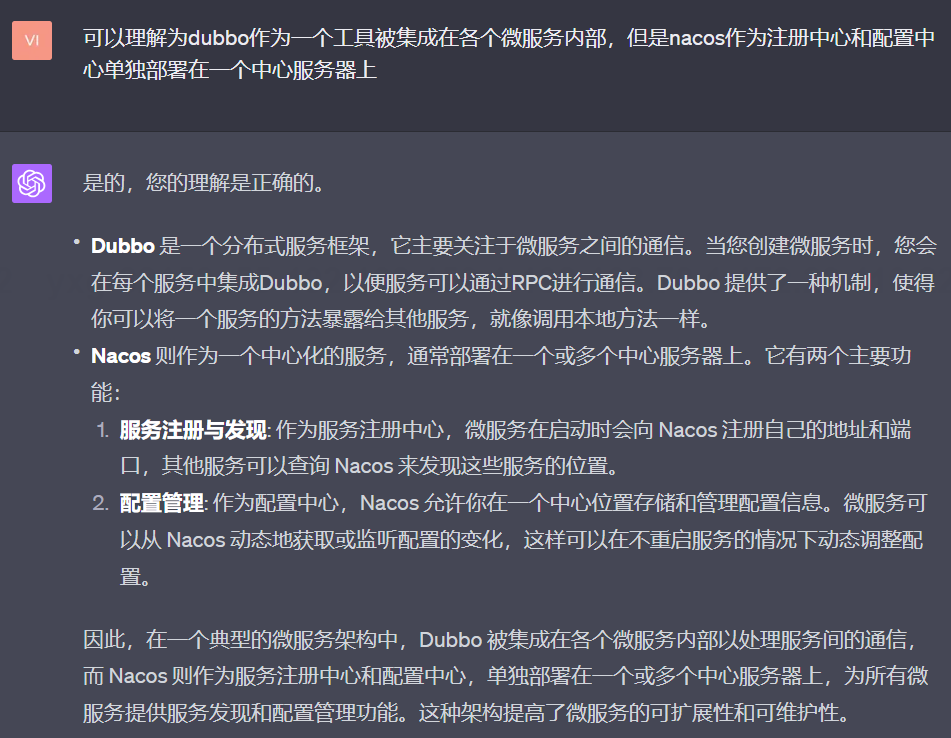 VI
可以理解为dubbo作为一个工具被集成在各个微服务内部，但是nacos作为注册中心和配置中
心单独部署在一个中心服务器上
是的，您的理解是正确的。
• Dubbo 是一个分布式服务框架，它主要关注于微服务之间的通信。当您创建微服务时，您会
在每个服务中集成Dubbo，以便服务可以通过RPC进行通信。Dubbo 提供了一种机制，使得
你可以将一个服务的方法暴露给其他服务，就像调用本地方法一样。
• Nacos 则作为一个中心化的服务，通常部署在一个或多个中心服务器上。它有两个主要功
能：
1. 服务注册与发现: 作为服务注册中心，微服务在启动时会向 Nacos 注册自己的地址和端
口，其他服务可以查询 Nacos 来发现这些服务的位置。
2. 配置管理: 作为配置中心，Nacos 允许你在一个中心位置存储和管理配置信息。微服务可
以从 Nacos 动态地获取或监听配置的变化，这样可以在不重启服务的情况下动态调整配
置。
因此，在一个典型的微服务架构中，Dubbo 被集成在各个微服务内部以处理服务间的通信，
而 Nacos 则作为服务注册中心和配置中心，单独部署在一个或多个中心服务器上，为所有微
服务提供服务发现和配置管理功能。这种架构提高了微服务的可扩展性和可维护性。